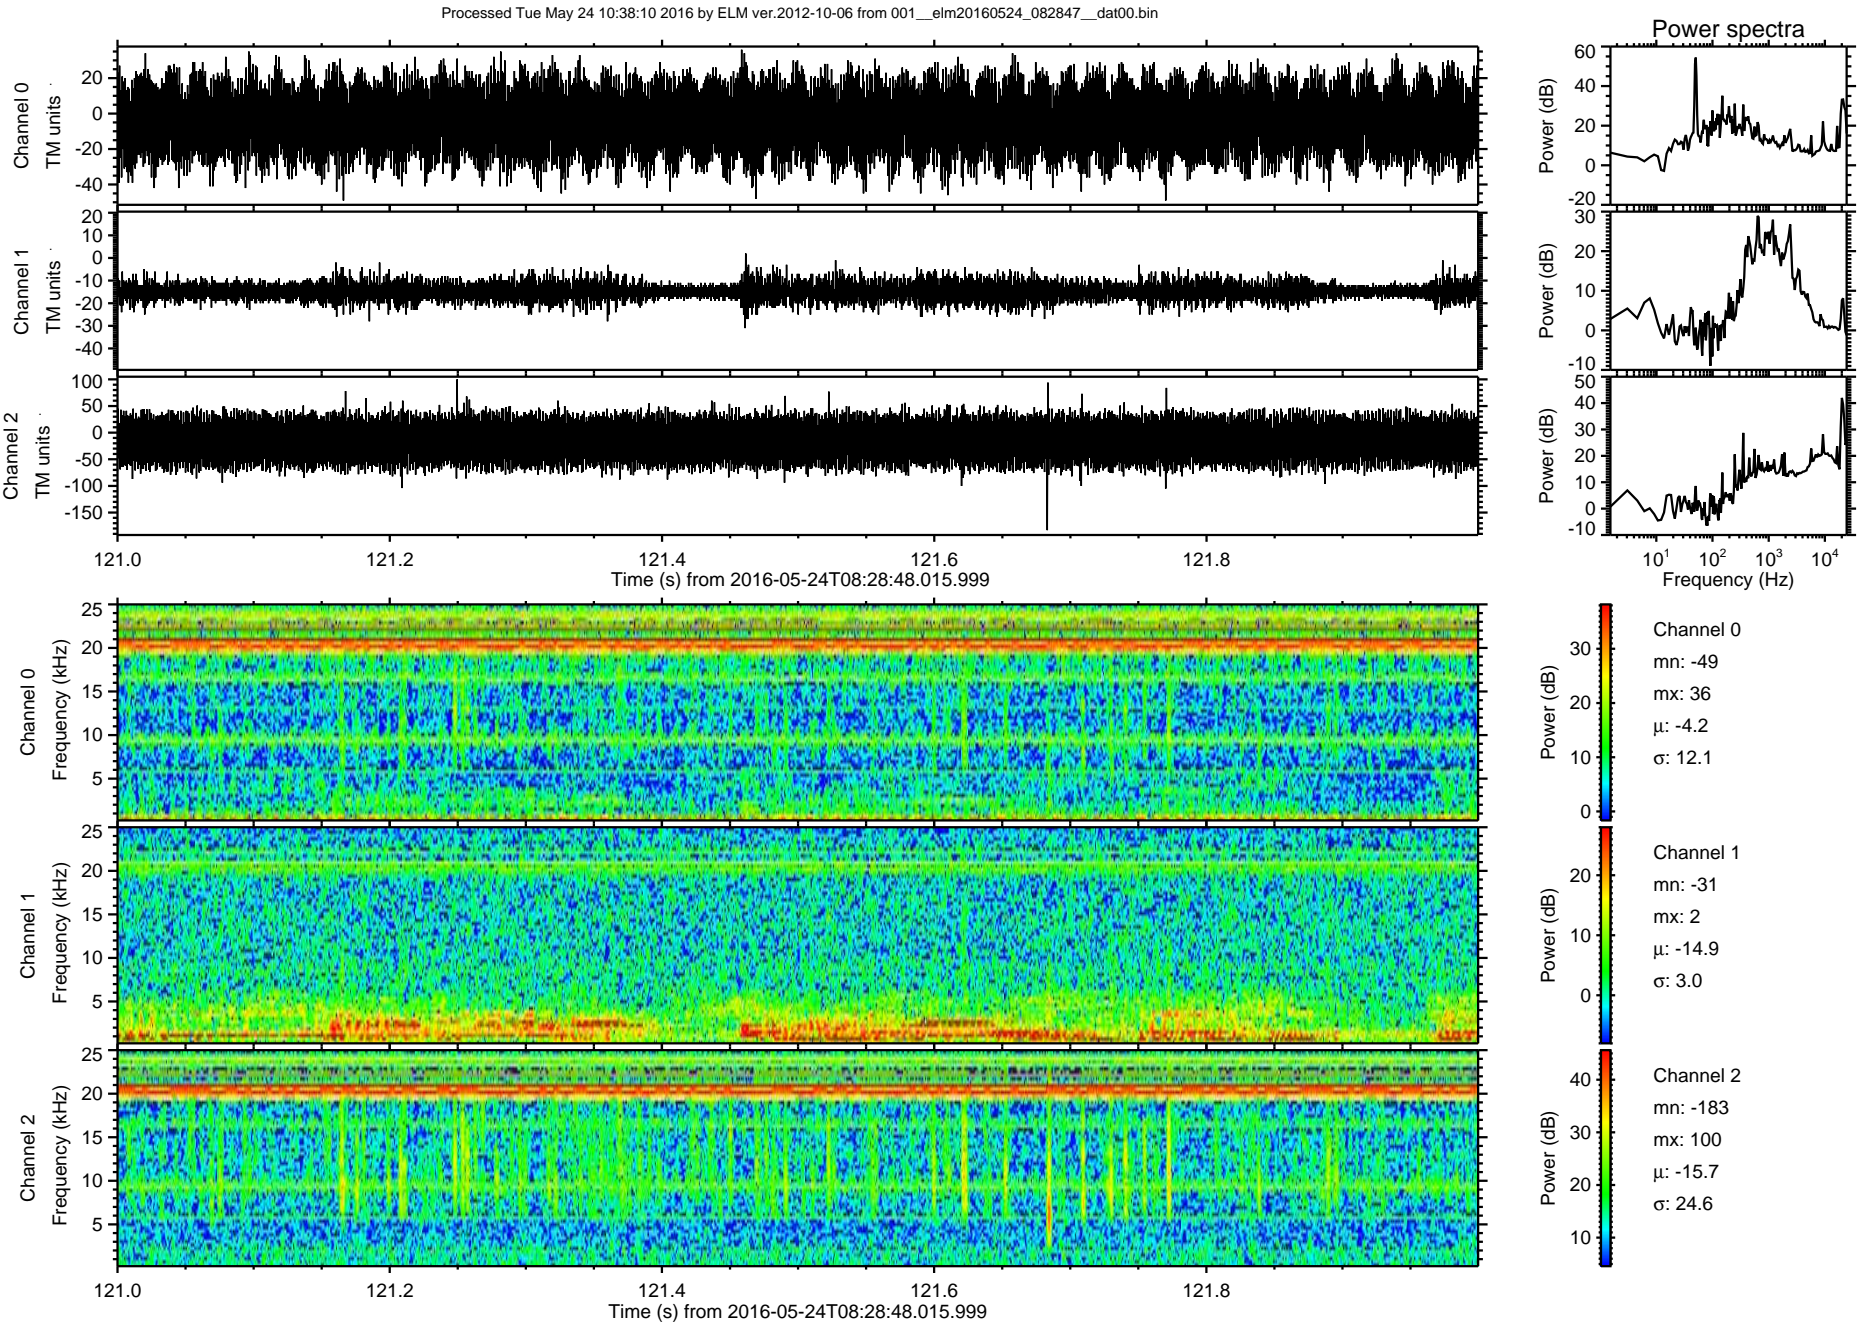 Processed Tue May 24 10:38:10 2016 by ELM ver.2012-10-06 from 001__elm20160524_082847__dat00.bin
Power spectra
Channel 0
TM units
20
0
-20
-40
Power (dB)
60
40
20
0
-20
Channel 1
TM units
20
10
0
-10
-20
-30
-40
Power (dB)
30
20
10
0
-10
Channel 2
TM units
100
50
0
-50
-100
-150
Power (dB)
50
40
30
20
10
0
-10
121.0 121.2 121.4 121.6 121.8
Time (s) from 2016-05-24T08:28:48.015.999
10¹ 10² 10³ 10⁴
Frequency (Hz)
Channel 0
Frequency (kHz)
25
20
15
10
5
Power (dB)
30
20
10
0
Channel 0
mn: -49
mx: 36
μ: -4.2
σ: 12.1
Channel 1
Frequency (kHz)
25
20
15
10
5
Power (dB)
20
10
0
Channel 1
mn: -31
mx: 2
μ: -14.9
σ: 3.0
Channel 2
Frequency (kHz)
25
20
15
10
5
Power (dB)
40
30
20
10
Channel 2
mn: -183
mx: 100
μ: -15.7
σ: 24.6
121.0 121.2 121.4 121.6 121.8
Time (s) from 2016-05-24T08:28:48.015.999